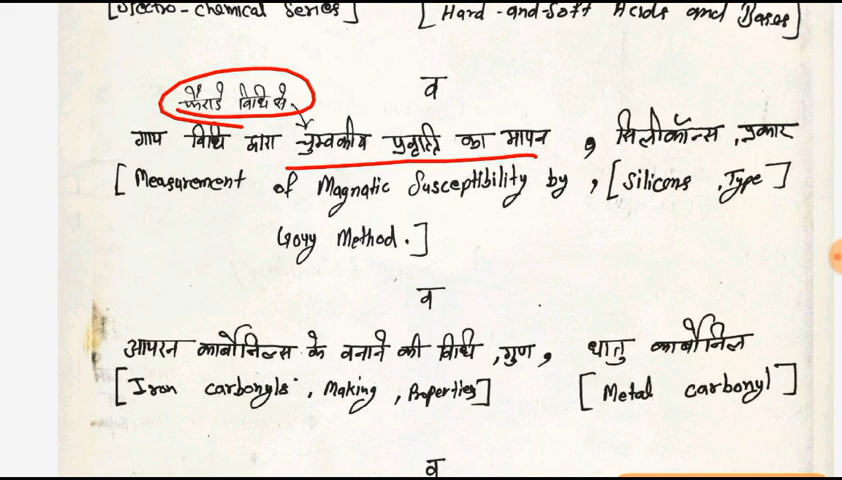 [Electro-chemical Series] [Hard-and-Soft Acids and Bases]
व
फैराडे विधि से
गाय विधि द्वारा चुम्बकीय प्रवृत्ति का मापन , सिलीकॉन्स, प्रकार
[Measurement of Magnatic Susceptibility by , [Silicons, Type]
Gouy Method.]
व
आयरन कार्बोनिल्स के बनाने की विधि, गुण, धातु कार्बोनिल
[Iron carbonyls, Making, Properties] [Metal carbonyl]
व